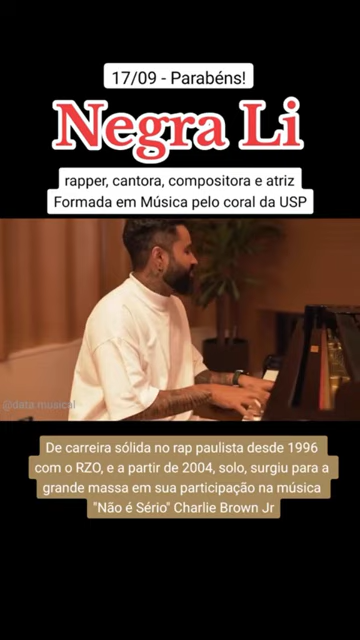 17/09 - Parabéns!
Negra Li
rapper, cantora, compositora e atriz
Formada em Música pelo coral da USP
@data musical
De carreira sólida no rap paulista desde 1996
com o RZO, e a partir de 2004, solo, surgiu para a
grande massa em sua participação na música
"Não é Sério" Charlie Brown Jr